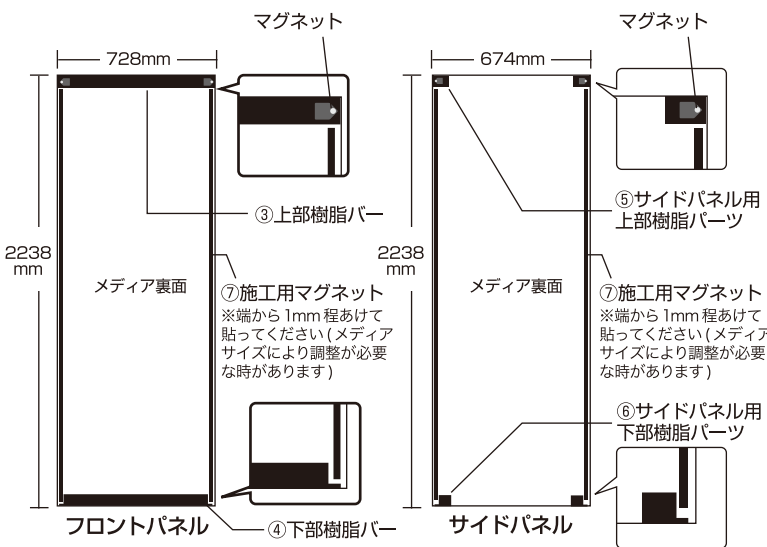 マグネット
728mm
2238
mm
③上部樹脂バー
メディア裏面
⑦施工用マグネット
※端から1mm程あけて
貼ってください(メディア
サイズにより調整が必要
な時があります)
フロントパネル
④下部樹脂バー
マグネット
674mm
2238
mm
⑤サイドパネル用
上部樹脂パーツ
メディア裏面
⑦施工用マグネット
※端から1mm程あけて
貼ってください(メディア
サイズにより調整が必要
な時があります)
⑥サイドパネル用
下部樹脂パーツ
サイドパネル